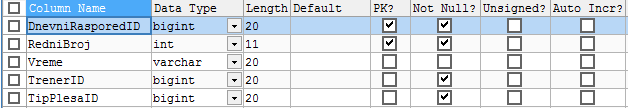 Column Name Data Type Length Default PK? Not Null? Unsigned? Auto Incr?
DnevniRasporedID bigint 20
RedniBroj int 11
Vreme varchar 20
TrenerID bigint 20
TipPlesaID bigint 20